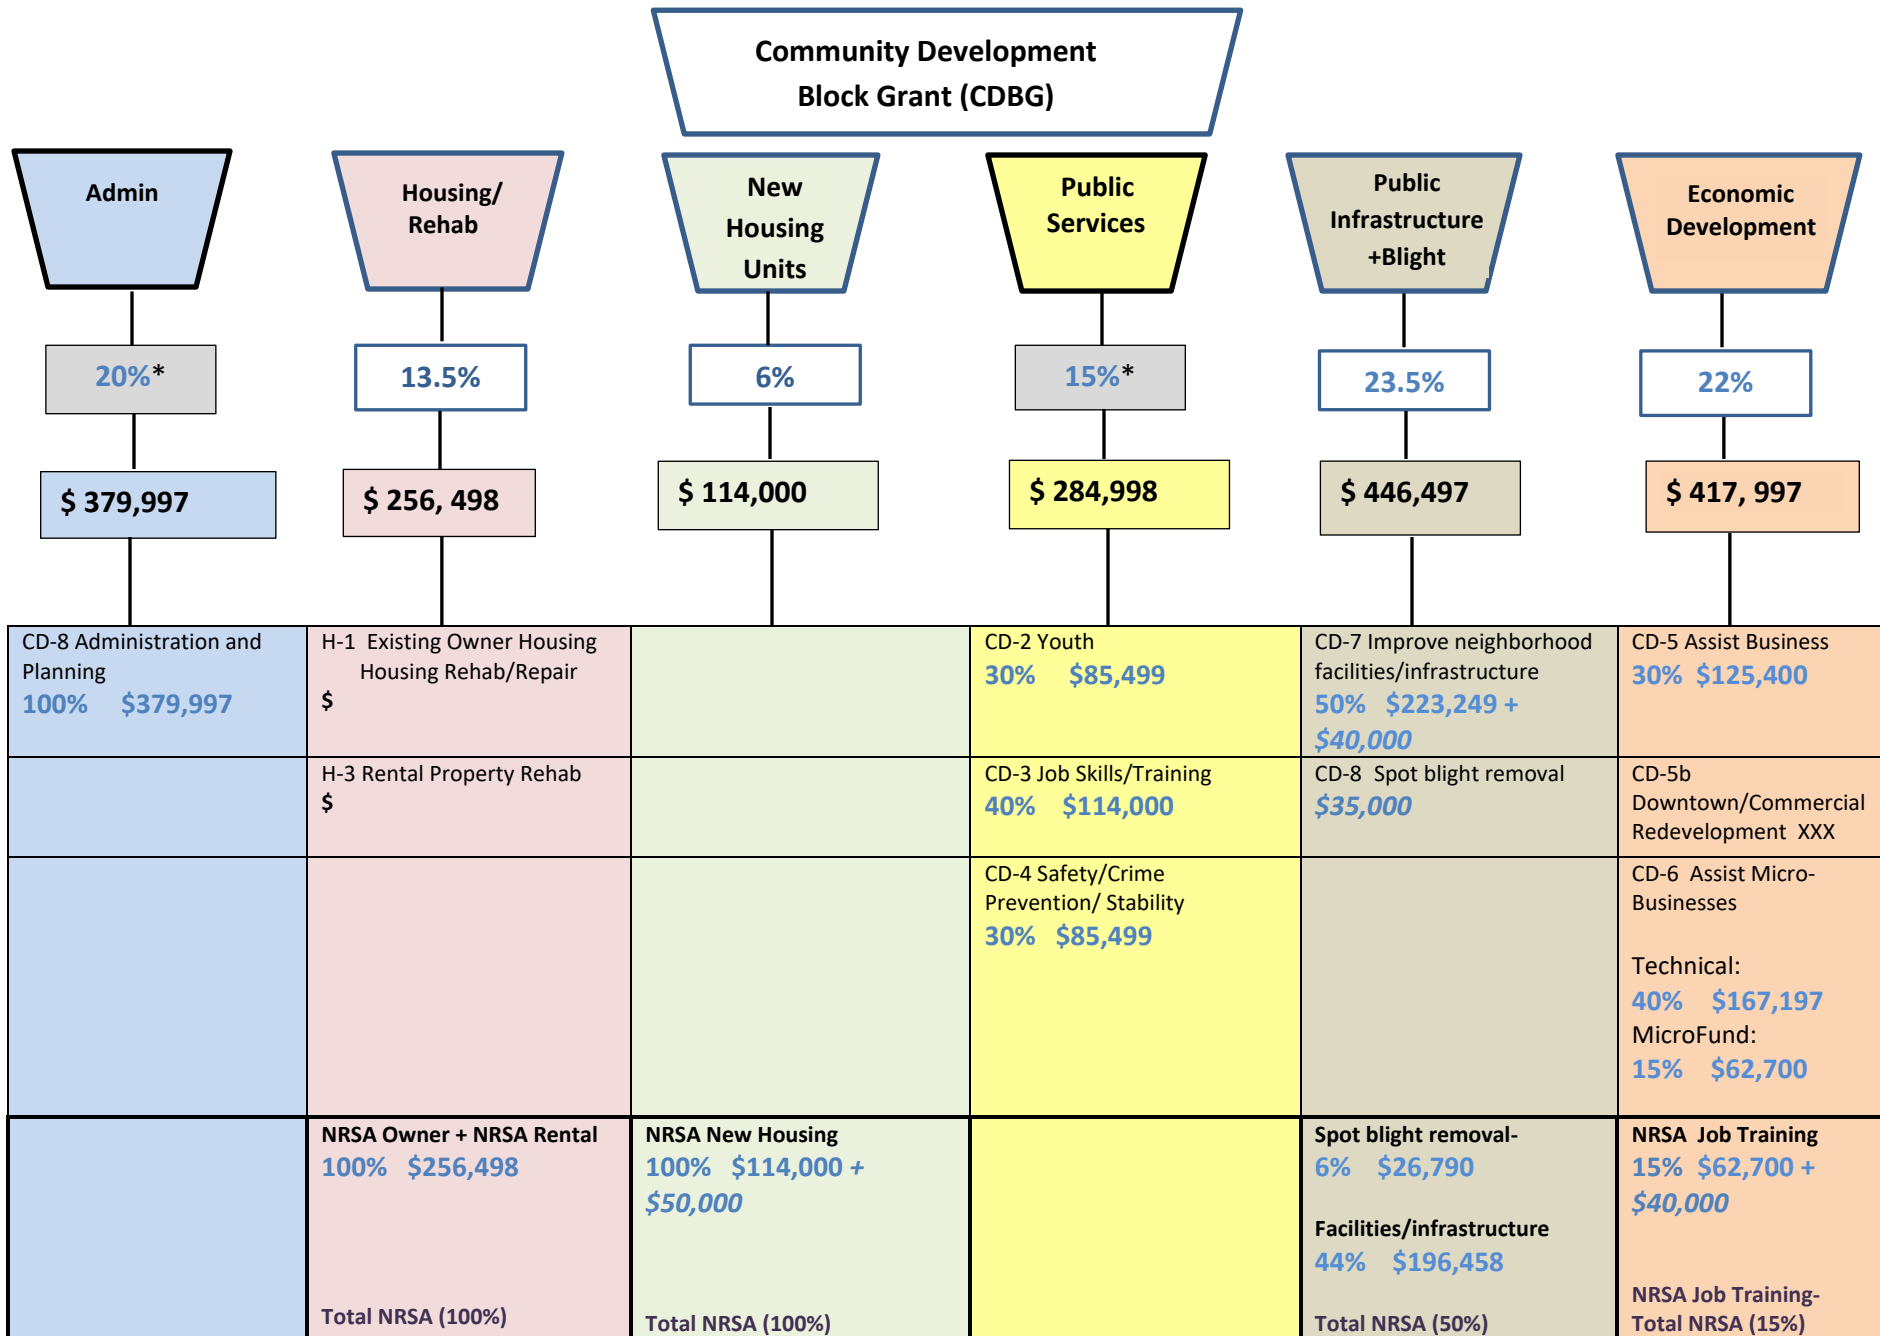 Community Development
Block Grant (CDBG)
Admin
Housing/
Rehab
New
Housing
Units
Public
Services
Public
Infrastructure
+Blight
Economic
Development
20%*
13.5%
6%
15%*
23.5%
22%
$ 379,997
$ 256, 498
$ 114,000
$ 284,998
$ 446,497
$ 417, 997
CD-8 Administration and
Planning
100% $379,997
H-1 Existing Owner Housing
Housing Rehab/Repair
$
CD-2 Youth
30% $85,499
CD-7 Improve neighborhood
facilities/infrastructure
50% $223,249 +
$40,000
CD-5 Assist Business
30% $125,400
H-3 Rental Property Rehab
$
CD-3 Job Skills/Training
40% $114,000
CD-8 Spot blight removal
$35,000
CD-5b
Downtown/Commercial
Redevelopment XXX
CD-4 Safety/Crime
Prevention/ Stability
30% $85,499
CD-6 Assist Micro-
Businesses
Technical:
40% $167,197
MicroFund:
15% $62,700
NRSA Owner + NRSA Rental
100% $256,498
Total NRSA (100%)
NRSA New Housing
100% $114,000 +
$50,000
Total NRSA (100%)
Spot blight removal-
6% $26,790
Facilities/infrastructure
44% $196,458
Total NRSA (50%)
NRSA Job Training
15% $62,700 +
$40,000
NRSA Job Training-
Total NRSA (15%)